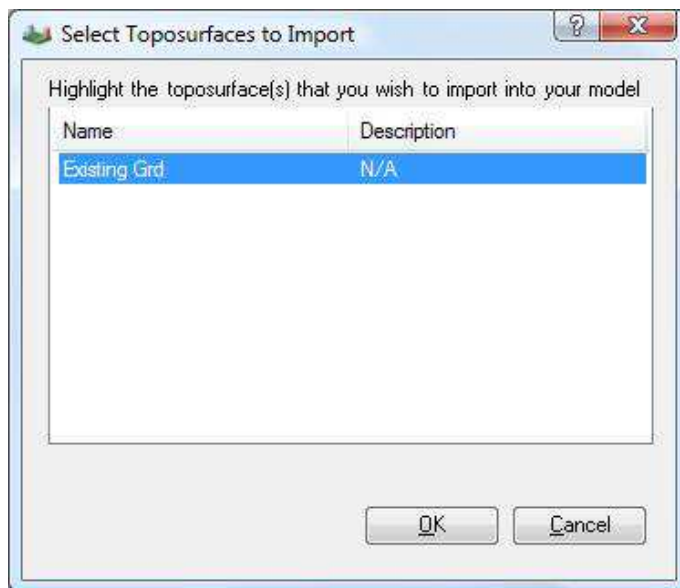 Select Toposurfaces to Import
Highlight the toposurface(s) that you wish to import into your model
Name Description
Existing Grd N/A
OK Cancel